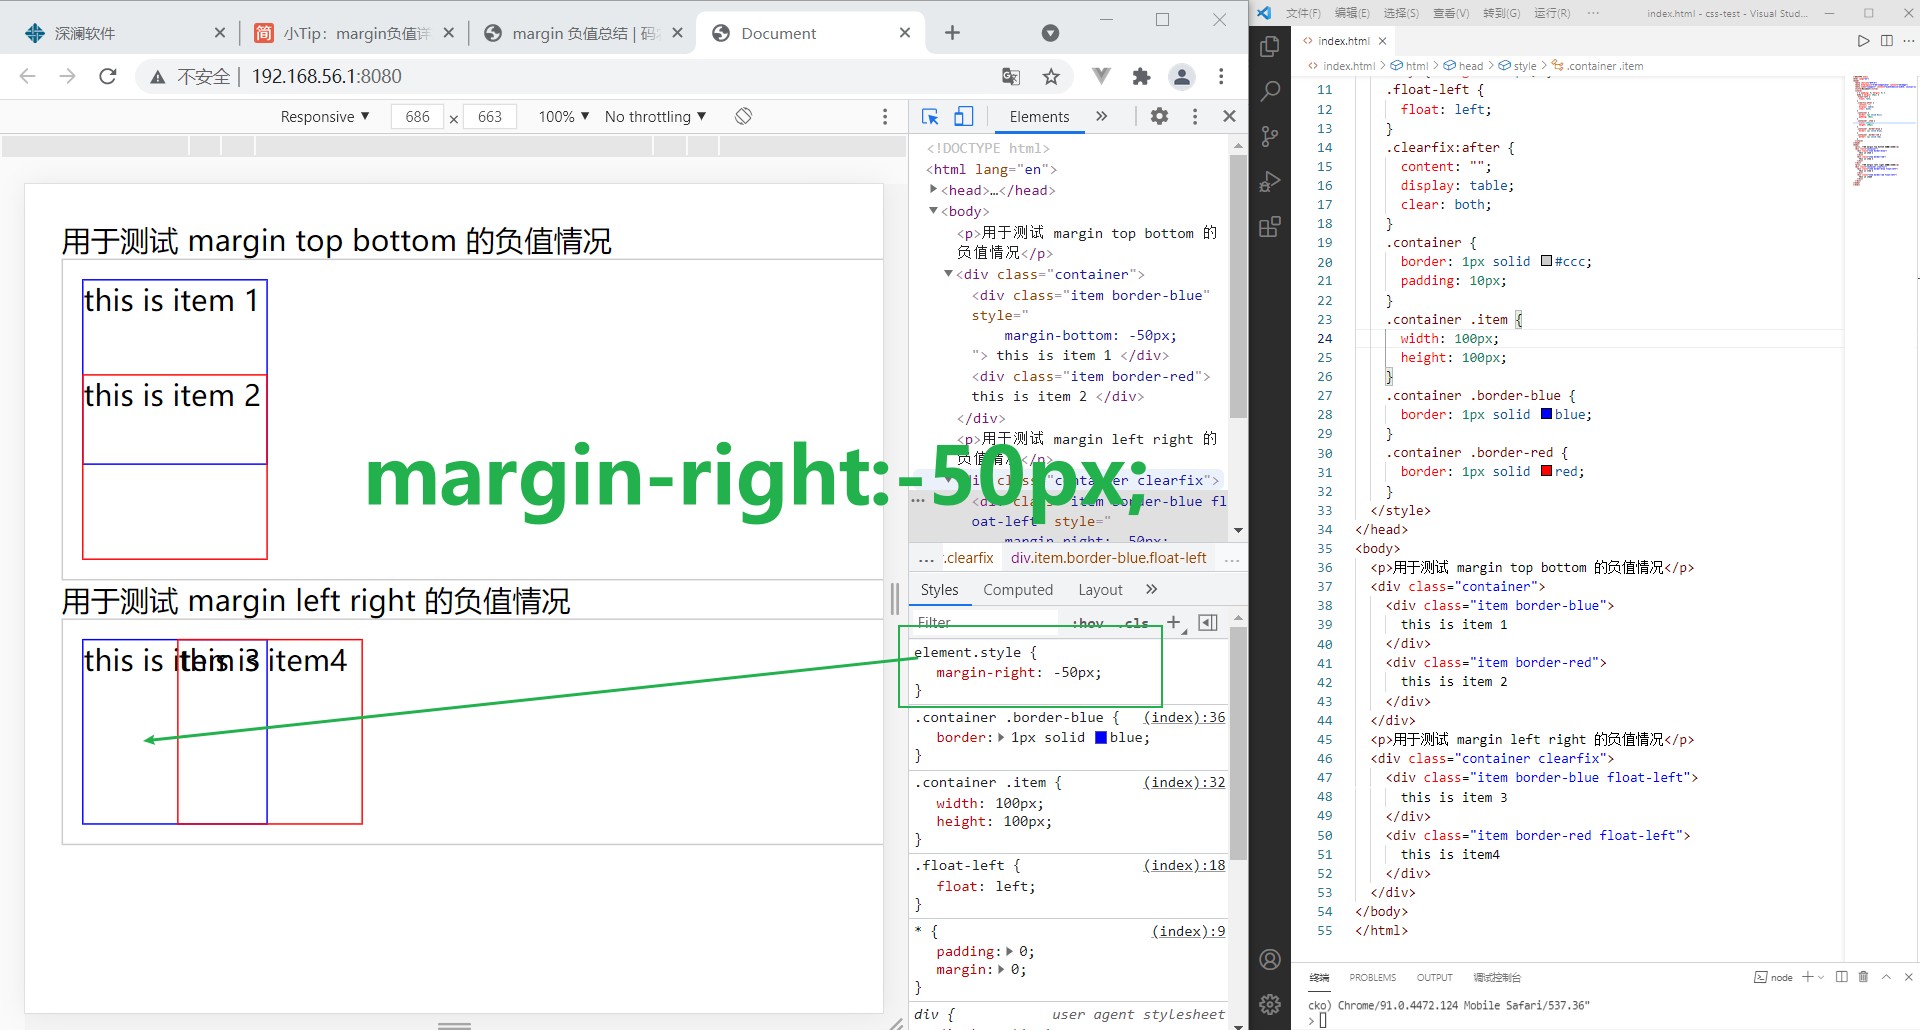 深澜软件
小Tip：margin负值详
margin 负值总结 | 码
Document
不安全 | 192.168.56.1:8080
Responsive 686 x 663 100% No throttling
用于测试 margin top bottom 的负值情况
this is item 1
this is item 2
margin-right:-50px;
用于测试 margin left right 的负值情况
this is item 3
this is item4
Elements
<!DOCTYPE html>
<html lang="en">
<head>…</head>
<body>
<p>用于测试 margin top bottom 的
负值情况</p>
<div class="container">
<div class="item border-blue"
style="
margin-bottom: -50px;
"> this is item 1 </div>
<div class="item border-red">
this is item 2 </div>
</div>
<p>用于测试 margin left right 的
负值情况</p>
<div class="container clearfix">
<div class="item border-blue fl
oat-left" style="
margin-right: -50px;
... .clearfix div.item.border-blue.float-left ...
Styles Computed Layout
Filter :hov .cls
element.style {
margin-right: -50px;
}
.container .border-blue { (index):36
border: 1px solid blue;
}
.container .item { (index):32
width: 100px;
height: 100px;
}
.float-left { (index):18
float: left;
}
* { (index):9
padding: 0;
margin: 0;
}
div { user agent stylesheet
文件(F) 编辑(E) 选择(S) 查看(V) 转到(G) 运行(R) ··· index.html - css-test - Visual Stud...
index.html
index.html > html > head > style > .container .item
11 .float-left {
12 float: left;
13 }
14 .clearfix:after {
15 content: "";
16 display: table;
17 clear: both;
18 }
19 .container {
20 border: 1px solid #ccc;
21 padding: 10px;
22 }
23 .container .item {
24 width: 100px;
25 height: 100px;
26 }
27 .container .border-blue {
28 border: 1px solid blue;
29 }
30 .container .border-red {
31 border: 1px solid red;
32 }
33 </style>
34 </head>
35 <body>
36 <p>用于测试 margin top bottom 的负值情况</p>
37 <div class="container">
38 <div class="item border-blue">
39 this is item 1
40 </div>
41 <div class="item border-red">
42 this is item 2
43 </div>
44 </div>
45 <p>用于测试 margin left right 的负值情况</p>
46 <div class="container clearfix">
47 <div class="item border-blue float-left">
48 this is item 3
49 </div>
50 <div class="item border-red float-left">
51 this is item4
52 </div>
53 </div>
54 </body>
55 </html>
终端 PROBLEMS OUTPUT 调试控制台 node
cko) Chrome/91.0.4472.124 Mobile Safari/537.36"
>